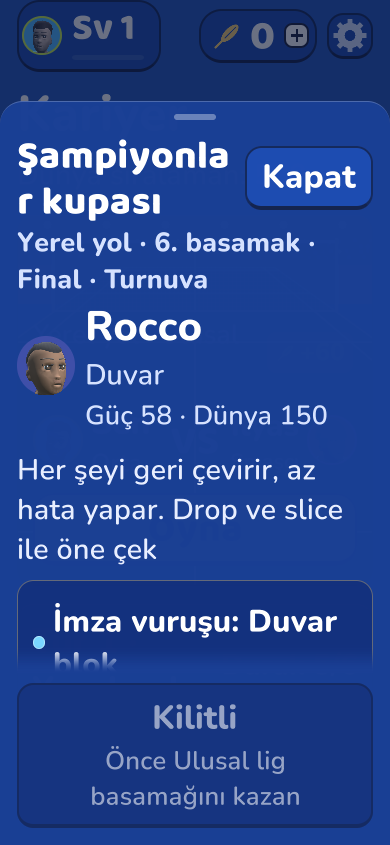 Sv 1
0
Kariyer
Şampiyonla
r kupası
Kapat
Yerel yol · 6. basamak ·
Final · Turnuva
Rocco
Duvar
Güç 58 · Dünya 150
Her şeyi geri çevirir, az
hata yapar. Drop ve slice
ile öne çek
İmza vuruşu: Duvar
blok
Kilitli
Önce Ulusal lig
basamağını kazan